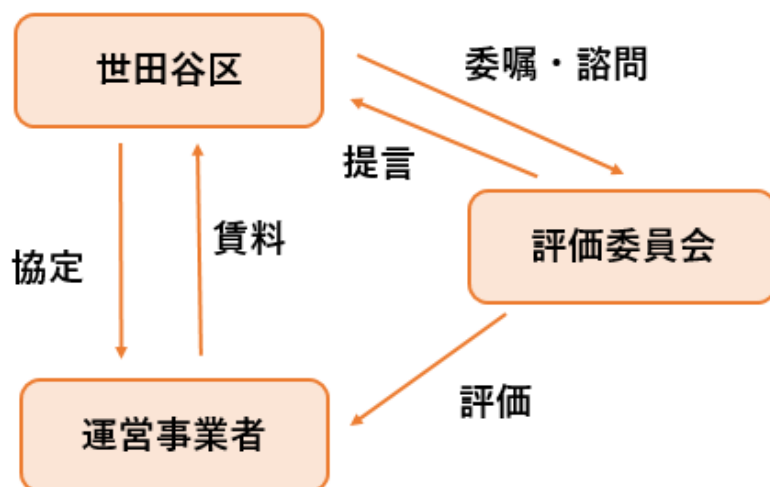 世田谷区
委嘱・諮問
提言
協定
賃料
評価委員会
運営事業者
評価